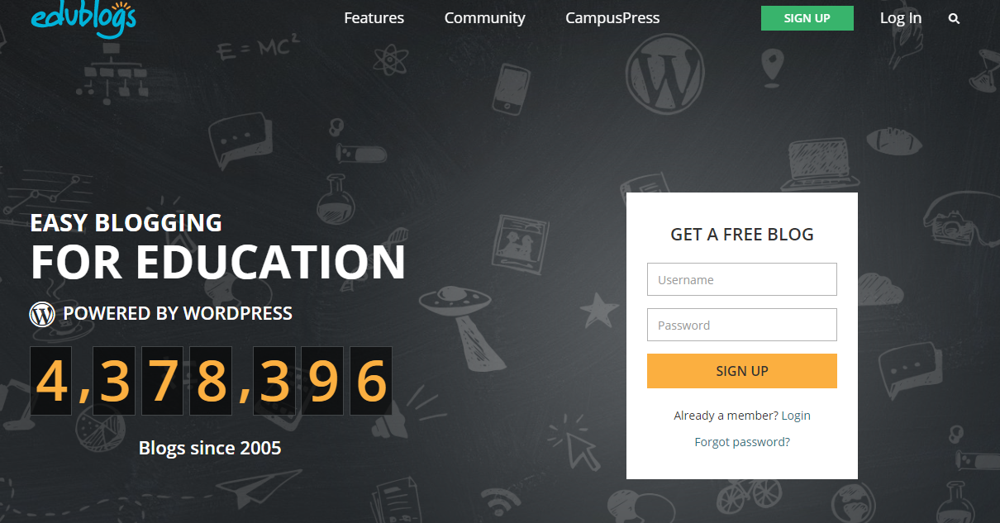 edublogs
Features Community CampusPress SIGN UP Log In
E = MC²
EASY BLOGGING
FOR EDUCATION
POWERED BY WORDPRESS
4,378,396
Blogs since 2005
GET A FREE BLOG
Username
Password
SIGN UP
Already a member? Login
Forgot password?